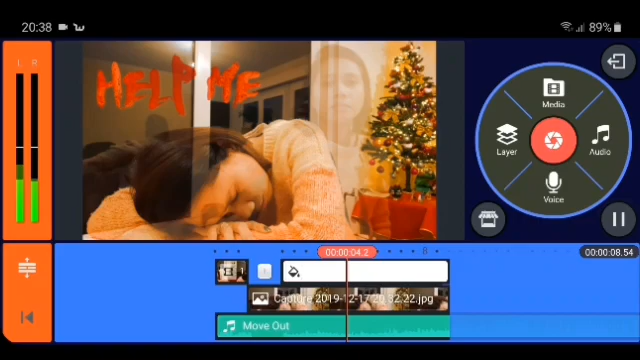 20:38
89%
L R
HELP ME
Media
Layer
Audio
Voice
00:00:04.2
00:00:08.54
Capture 2019-12-17 20.32.22.jpg
Move Out